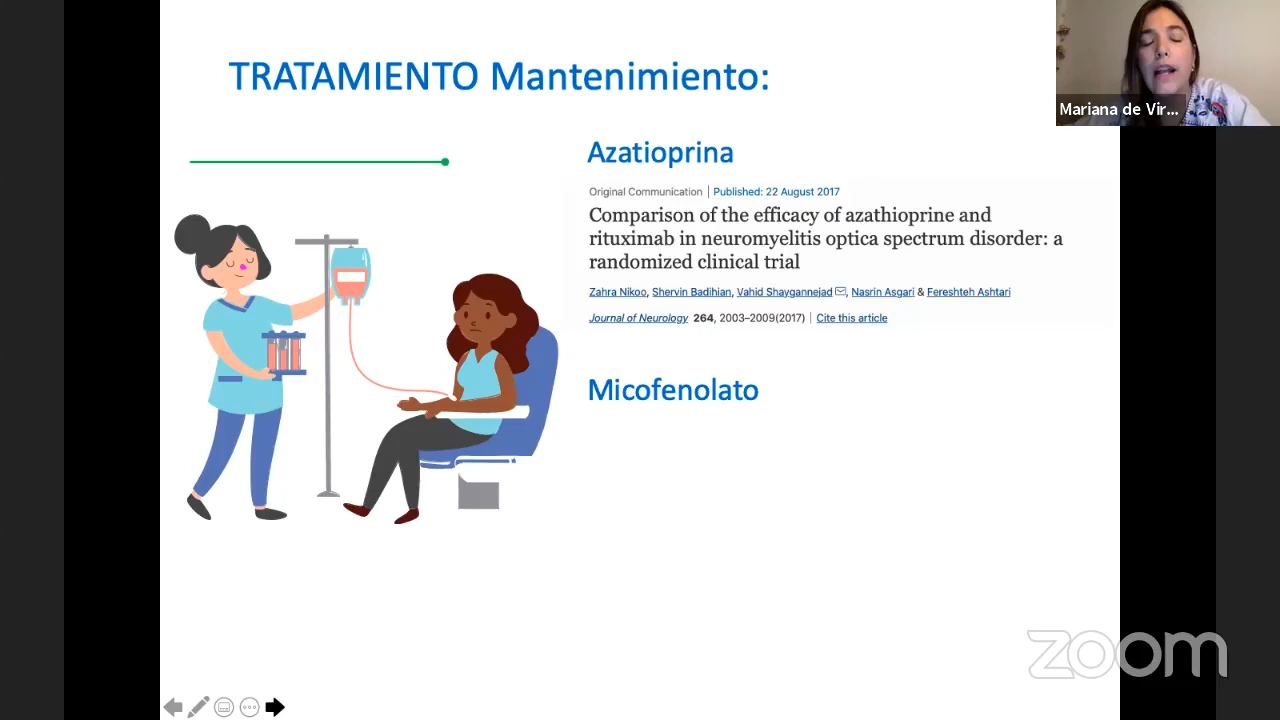 TRATAMIENTO Mantenimiento:
Mariana de Vir...
Azatioprina
Original Communication | Published: 22 August 2017
Comparison of the efficacy of azathioprine and
rituximab in neuromyelitis optica spectrum disorder: a
randomized clinical trial
Zahra Nikoo, Shervin Badihian, Vahid Shaygannejad, Nasrin Asgari & Fereshteh Ashtari
Journal of Neurology 264, 2003–2009(2017) | Cite this article
Micofenolato
zoom